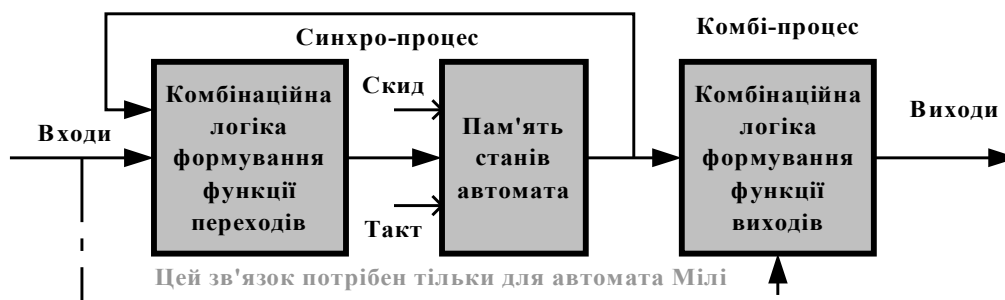 Синхро-процес
Комбі-процес
Входи
Комбінаційна
логіка
формування
функції
переходів
Скид
Такт
Пам'ять
станів
автомата
Комбінаційна
логіка
формування
функції
виходів
Виходи
Цей зв'язок потрібен тільки для автомата Мілі